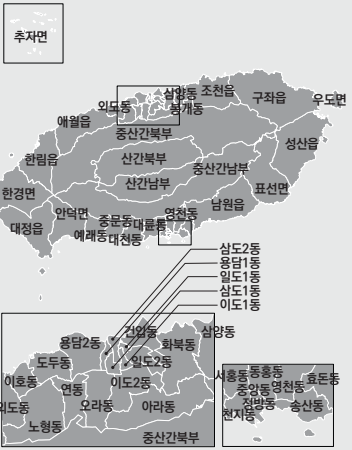 추자면
삼양동
조천읍
구좌읍
우도면
외도동
봉개동
애월읍
중산간북부
성산읍
한림읍
산간북부
중산간남부
산간남부
표선면
한경면
남원읍
안덕면
영천동
중문동
대륜동
대정읍
예래동
대천동
삼도2동
용담1동
일도1동
삼도1동
이도1동
건입동
삼양동
용담2동
화북동
도두동
일도2동
이호동
연동
이도2동
외도동
오라동
아라동
노형동
중산간북부
서홍동
동홍동
효돈동
중앙동
영천동
정방동
송산동
천지동